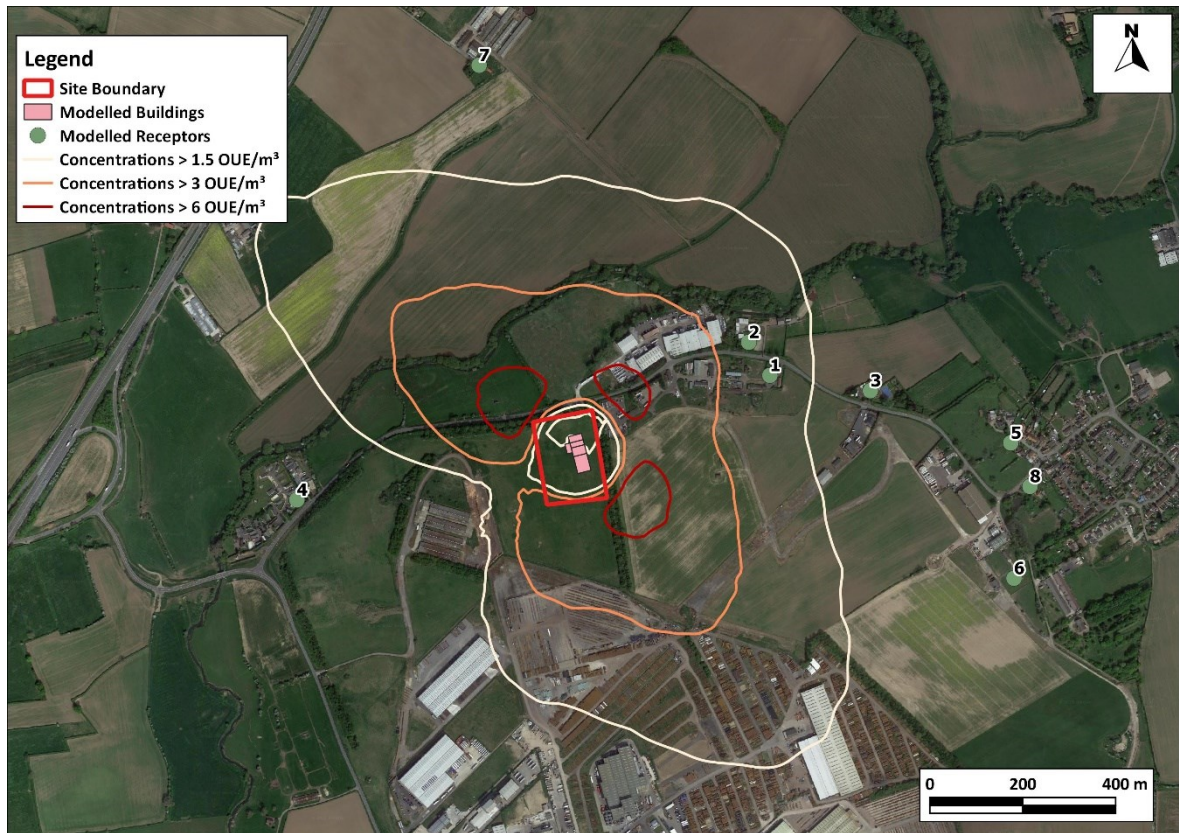 Legend
Site Boundary
Modelled Buildings
Modelled Receptors
Concentrations > 1.5 OUE/m³
Concentrations > 3 OUE/m³
Concentrations > 6 OUE/m³
N
7
2
1
3
5
4
8
6
0 200 400 m